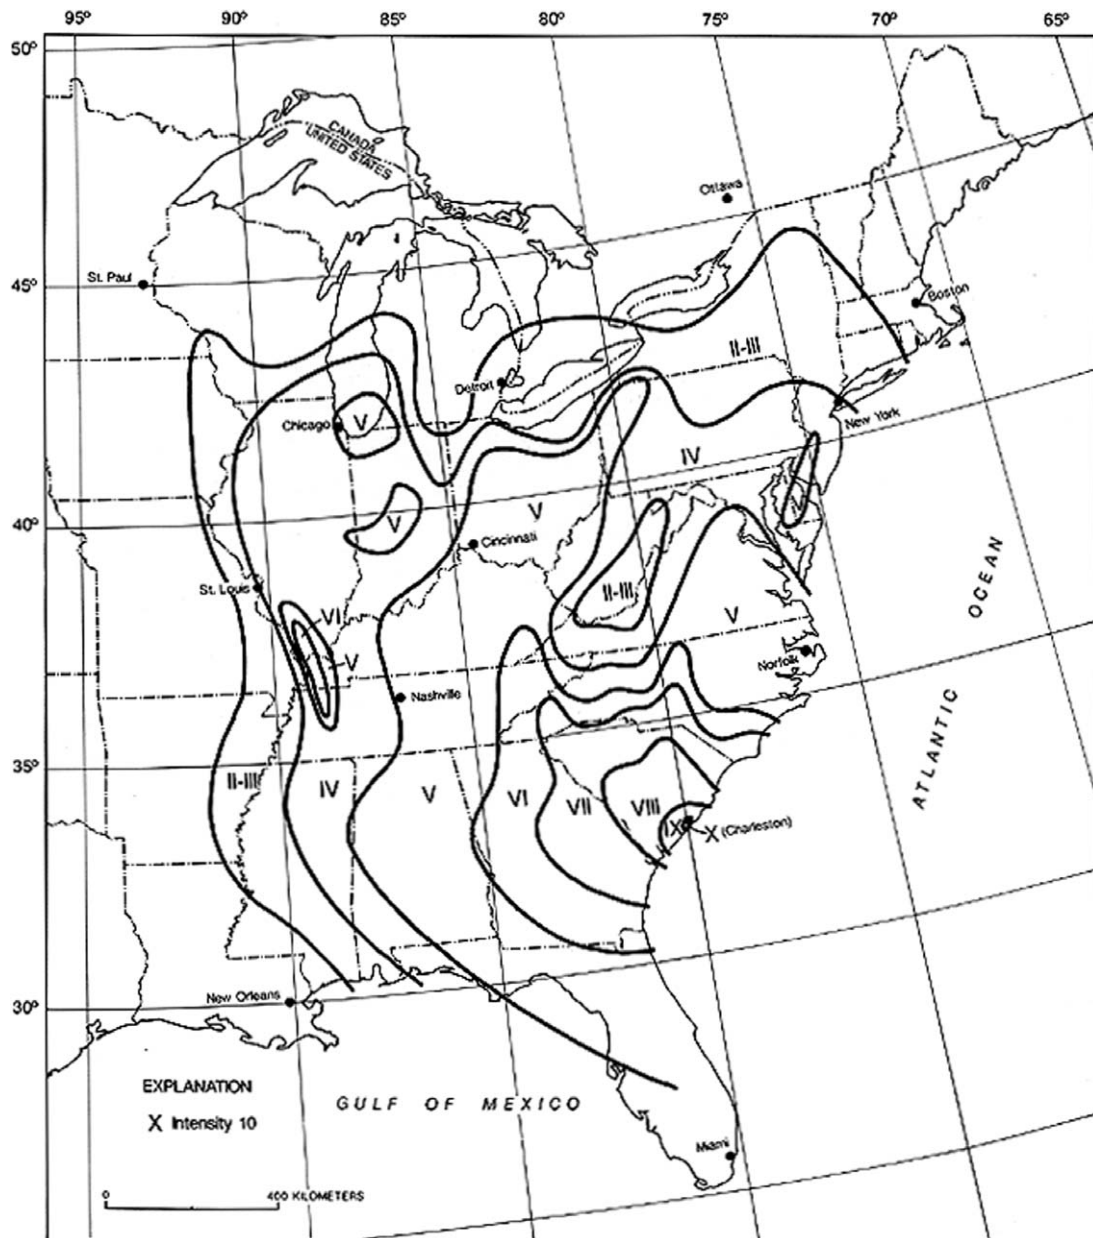 95° 90° 85° 80° 75° 70° 65°
50°
CANADA
UNITED STATES
Ottawa
St. Paul
45°
Boston
II-III
Detroit
Chicago
V
New York
IV
V
V
V
40°
Cincinnati
St. Louis
II-III
VI
V
V
Norfolk
Nashville
OCEAN
ATLANTIC
35°
II-III
IV
V
VI
VII
VIII
IX
X (Charleston)
New Orleans
30°
EXPLANATION
X Intensity 10
GULF OF MEXICO
Miami
0 400 KILOMETERS